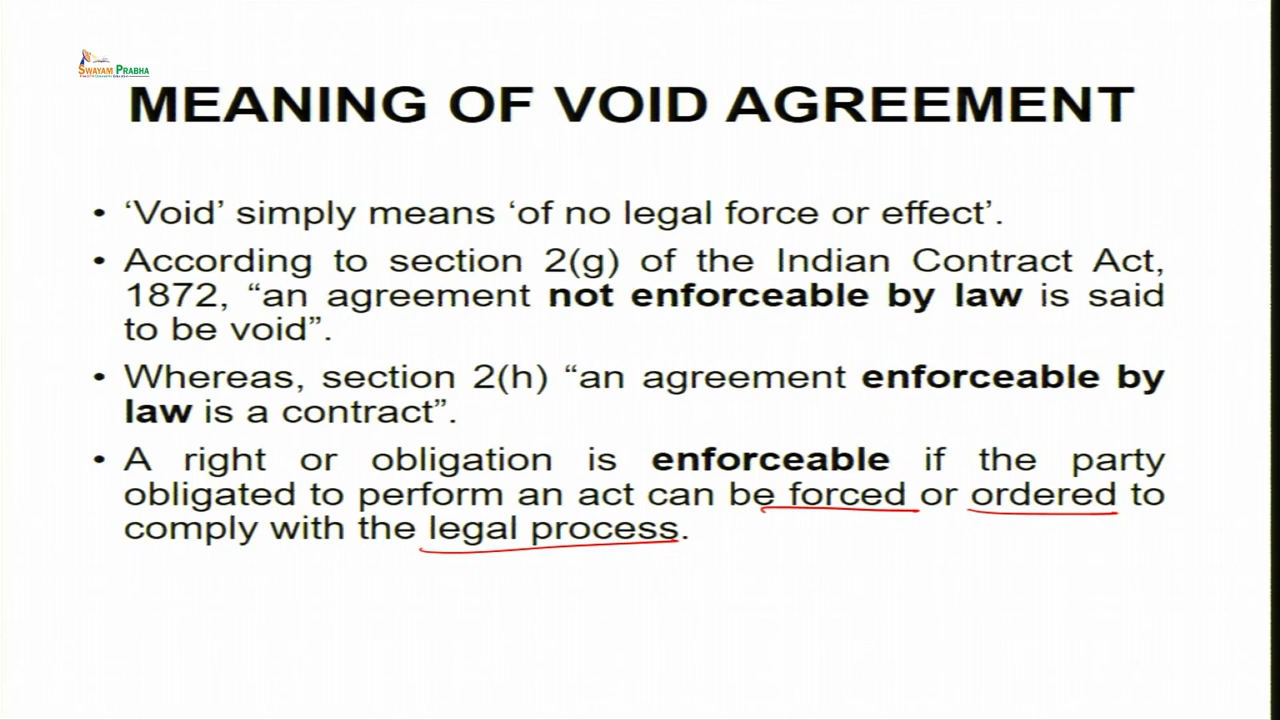 SWAYAM PRABHA
MEANING OF VOID AGREEMENT
• ‘Void’ simply means ‘of no legal force or effect’.
• According to section 2(g) of the Indian Contract Act,
1872, “an agreement not enforceable by law is said
to be void”.
• Whereas, section 2(h) “an agreement enforceable by
law is a contract”.
• A right or obligation is enforceable if the party
obligated to perform an act can be forced or ordered to
comply with the legal process.